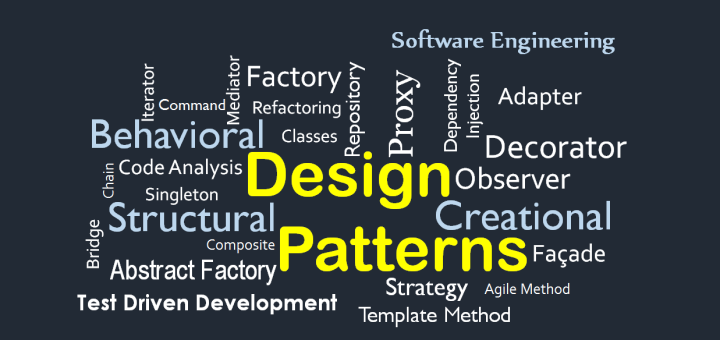 Software Engineering
Iterator
Command
Mediator
Factory
Refactoring
Repository
Proxy
Dependency
Injection
Adapter
Behavioral
Classes
Decorator
Chain
Code Analysis
Singleton
Design
Patterns
Observer
Bridge
Structural
Creational
Composite
Façade
Abstract Factory
Strategy
Agile Method
Test Driven Development
Template Method